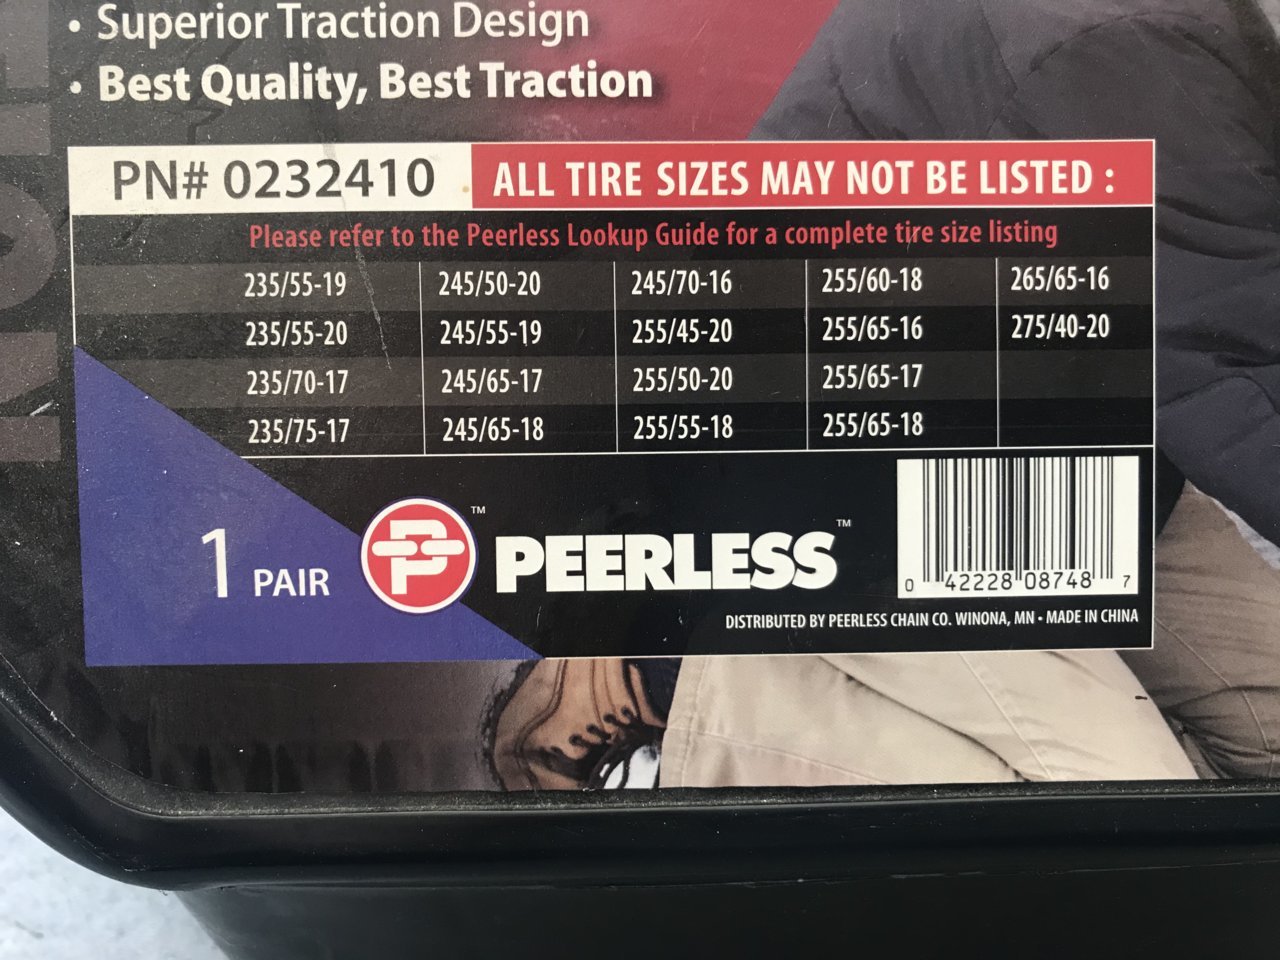 • Superior Traction Design
• Best Quality, Best Traction
PN# 0232410 ALL TIRE SIZES MAY NOT BE LISTED :
Please refer to the Peerless Lookup Guide for a complete tire size listing
235/55-19 245/50-20 245/70-16 255/60-18 265/65-16
235/55-20 245/55-19 255/45-20 255/65-16 275/40-20
235/70-17 245/65-17 255/50-20 255/65-17
235/75-17 245/65-18 255/55-18 255/65-18
1 PAIR
P
PEERLESS™
0 42228 08748 7
DISTRIBUTED BY PEERLESS CHAIN CO. WINONA, MN • MADE IN CHINA